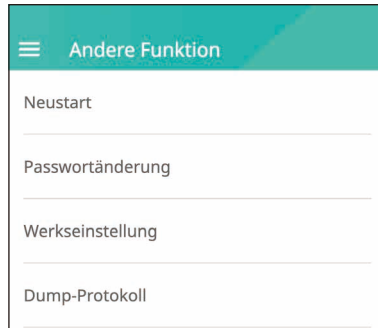 Andere Funktion
Neustart
Passwortänderung
Werkseinstellung
Dump-Protokoll